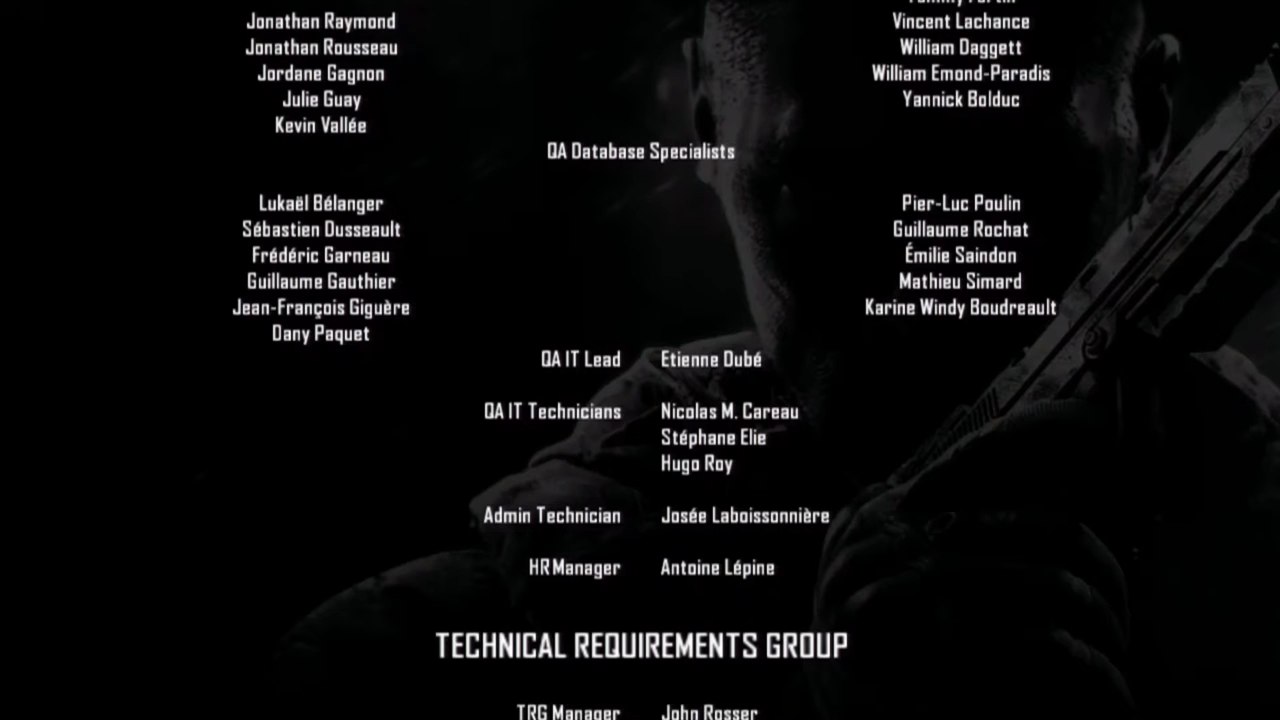 Jonathan Raymond
Vincent Lachance
Jonathan Rousseau
William Daggett
Jordane Gagnon
William Emond-Paradis
Julie Guay
Yannick Bolduc
Kevin Vallée
QA Database Specialists
Lukaël Bélanger
Pier-Luc Poulin
Sébastien Dusseault
Guillaume Rochat
Frédéric Garneau
Émilie Saindon
Guillaume Gauthier
Mathieu Simard
Jean-François Giguère
Karine Windy Boudreault
Dany Paquet
QA IT Lead Etienne Dubé
QA IT Technicians Nicolas M. Careau
Stéphane Elie
Hugo Roy
Admin Technician Josée Laboissonnière
HR Manager Antoine Lépine
TECHNICAL REQUIREMENTS GROUP
TRG Manager John Rosser